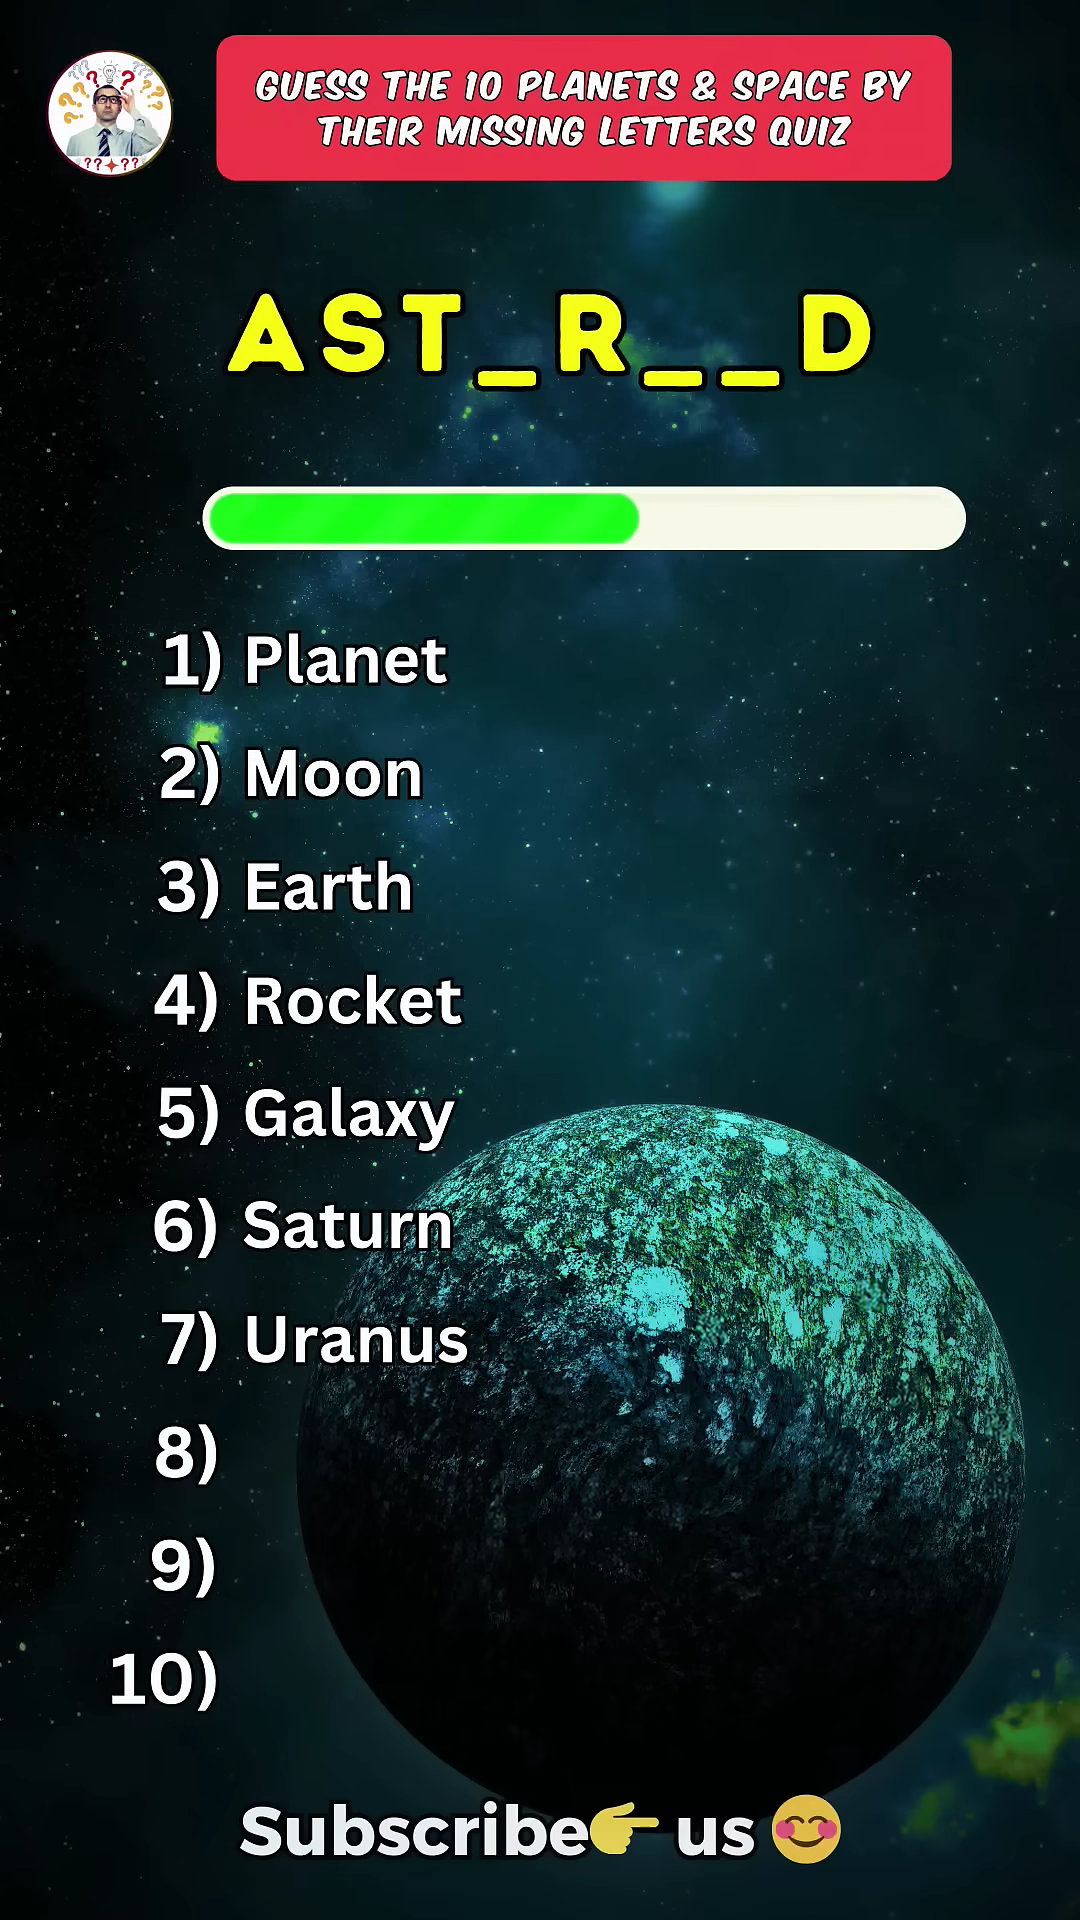 GUESS THE 10 PLANETS & SPACE BY
THEIR MISSING LETTERS QUIZ
AST_R__D
1) Planet
2) Moon
3) Earth
4) Rocket
5) Galaxy
6) Saturn
7) Uranus
8)
9)
10)
Subscribe👉 us 😊